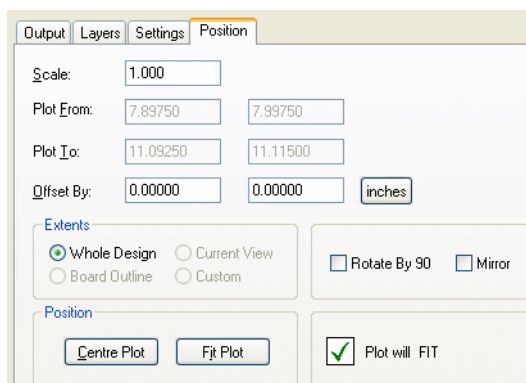 Output Layers Settings Position
Scale: 1.000
Plot From: 7.89750 7.99750
Plot To: 11.09250 11.11500
Offset By: 0.00000 0.00000 inches
Extents
Whole Design Current View
Board Outline Custom
Rotate By 90 Mirror
Position
Centre Plot Fit Plot
Plot will FIT